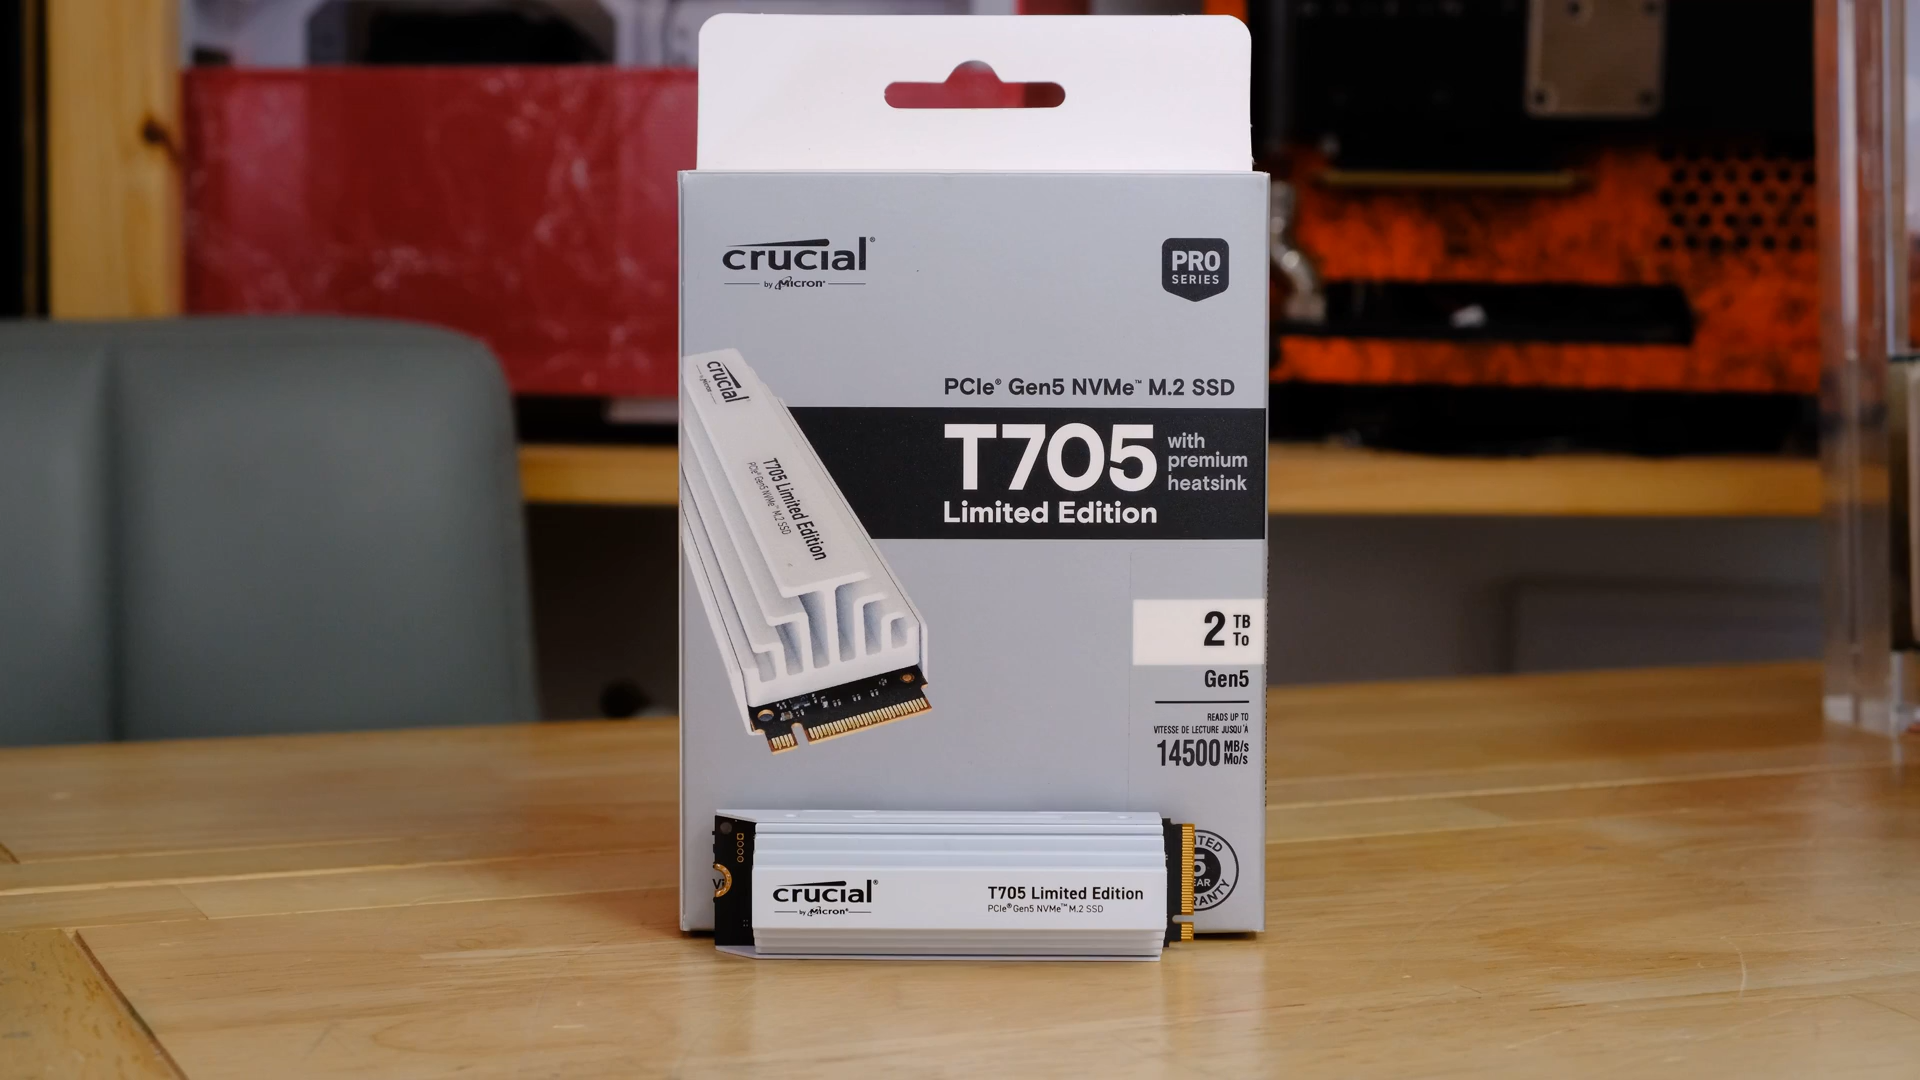 crucial®
by Micron®
PRO
SERIES
PCIe® Gen5 NVMe™ M.2 SSD
T705
with
premium
heatsink
Limited Edition
crucial
by Micron
T705 Limited Edition
PCIe® Gen5 NVMe™ M.2 SSD
2 TB
To
Gen5
READS UP TO
VITESSE DE LECTURE JUSQU'À
14500 MB/s
Mo/s
crucial®
by Micron®
T705 Limited Edition
PCIe® Gen5 NVMe™ M.2 SSD
5